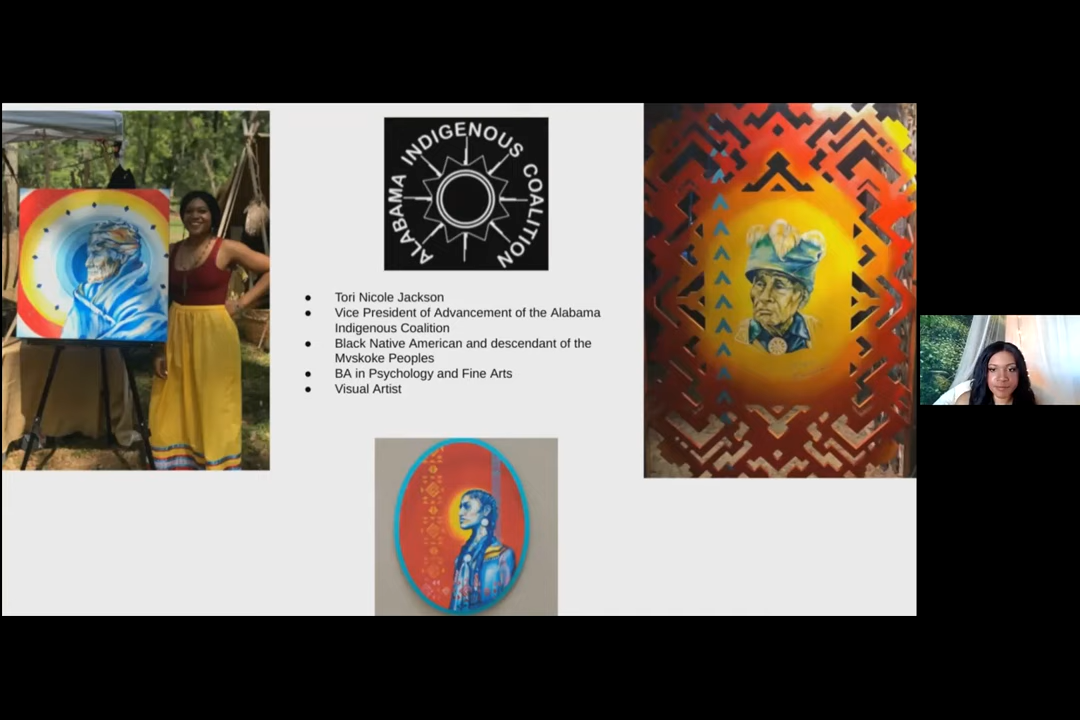 ALABAMA INDIGENOUS COALITION
Tori Nicole Jackson
Vice President of Advancement of the Alabama
Indigenous Coalition
Black Native American and descendant of the
Mvskoke Peoples
BA in Psychology and Fine Arts
Visual Artist